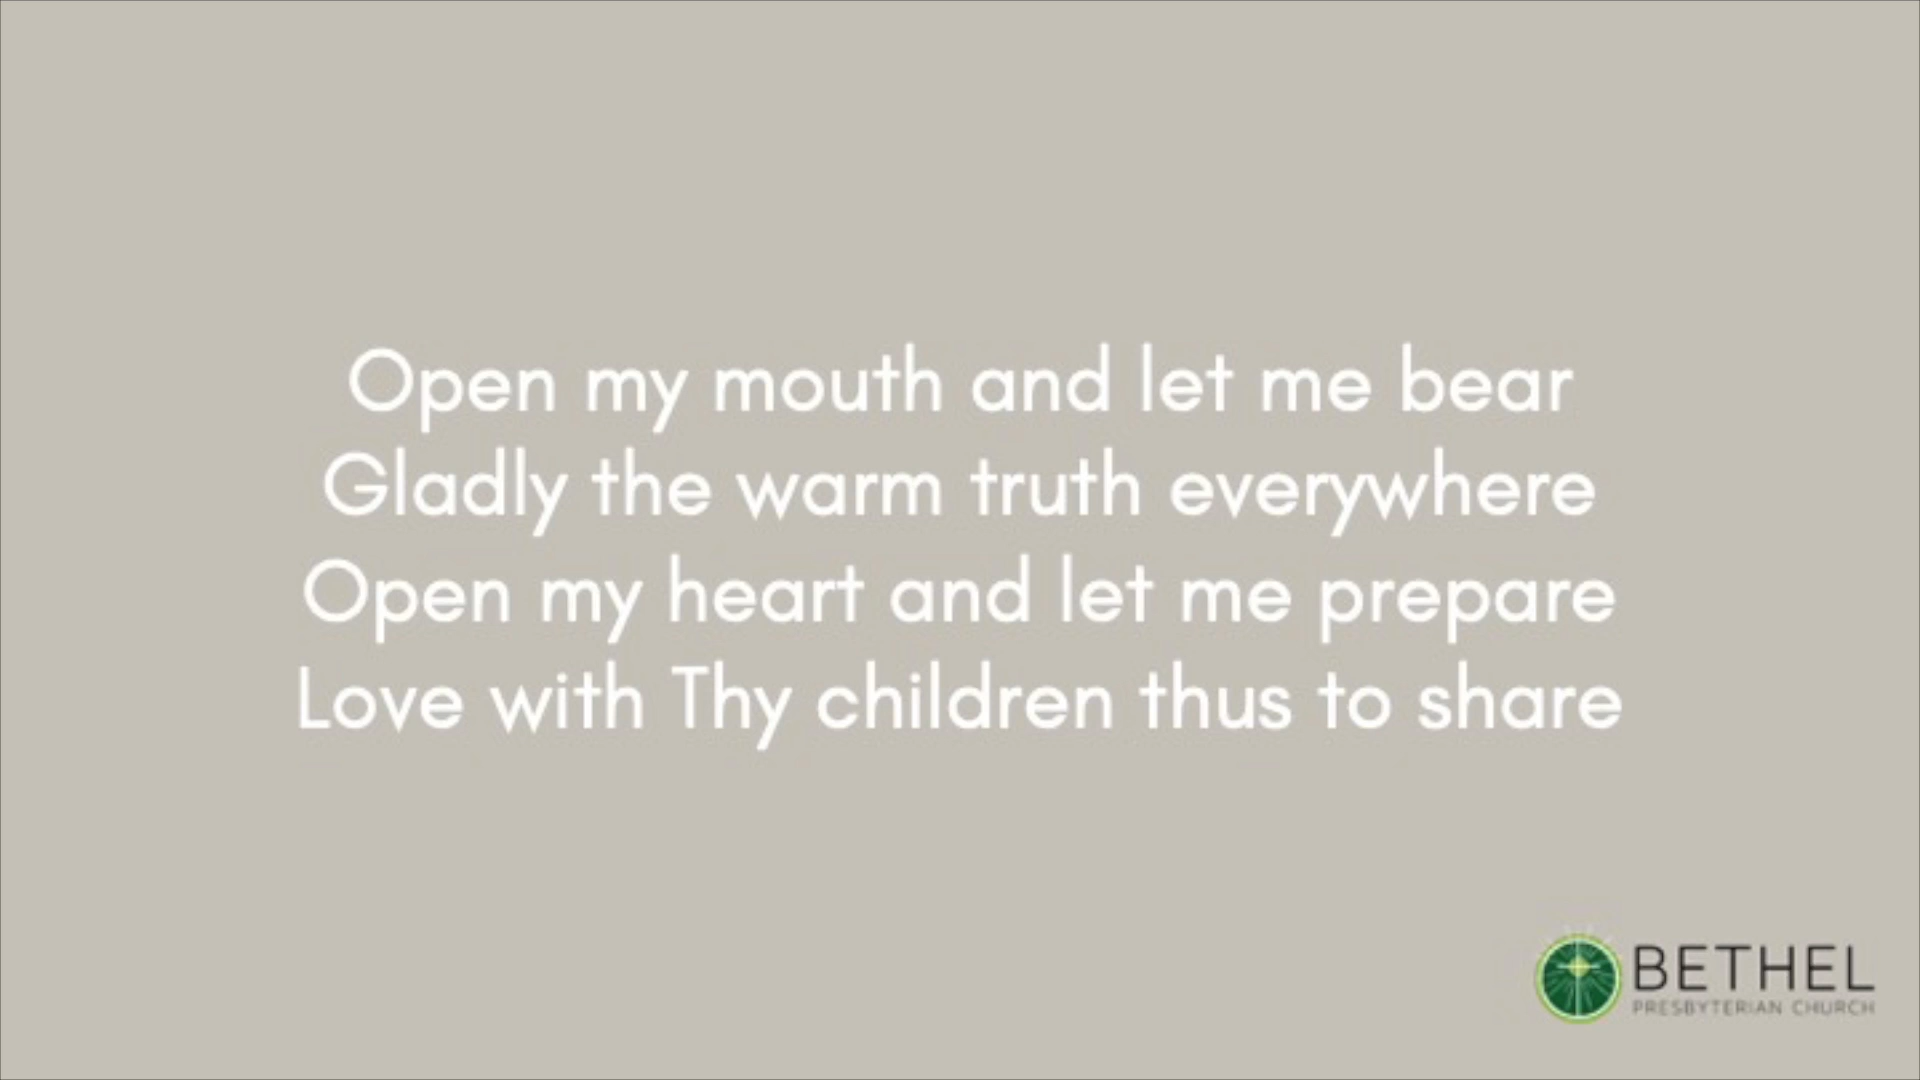 Open my mouth and let me bear
Gladly the warm truth everywhere
Open my heart and let me prepare
Love with Thy children thus to share
BETHEL
PRESBYTERIAN CHURCH